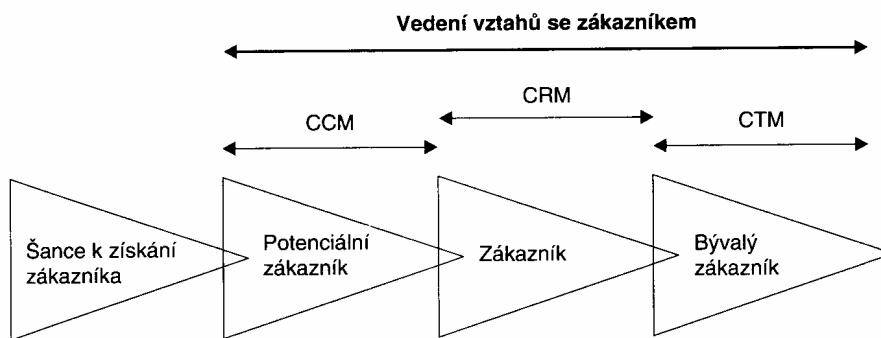 Vedení vztahů se zákazníkem
CRM
CCM
CTM
Šance k získání
zákazníka
Potenciální
zákazník
Zákazník
Bývalý
zákazník